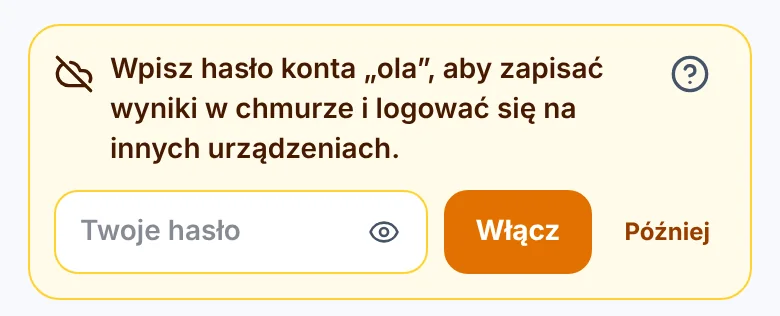 Wpisz hasło konta „ola”, aby zapisać
wyniki w chmurze i logować się na
innych urządzeniach.
Twoje hasło
Włącz
Później